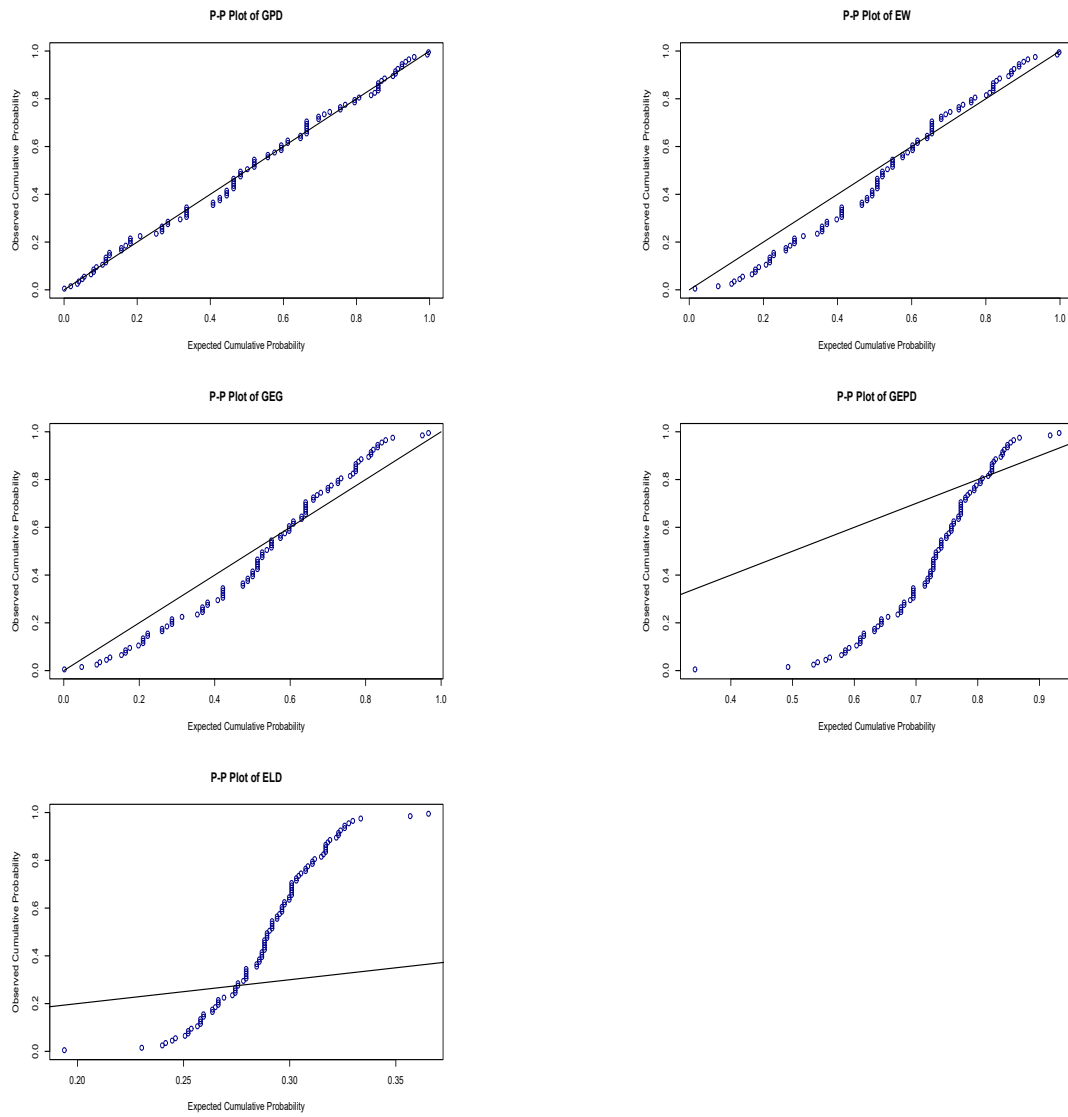 P-P Plot of GPD
Observed Cumulative Probability
0.0 0.2 0.4 0.6 0.8 1.0
0.0 0.2 0.4 0.6 0.8 1.0
Expected Cumulative Probability
P-P Plot of EW
Observed Cumulative Probability
0.0 0.2 0.4 0.6 0.8 1.0
0.0 0.2 0.4 0.6 0.8 1.0
Expected Cumulative Probability
P-P Plot of GEG
Observed Cumulative Probability
0.0 0.2 0.4 0.6 0.8 1.0
0.0 0.2 0.4 0.6 0.8 1.0
Expected Cumulative Probability
P-P Plot of GEPD
Observed Cumulative Probability
0.0 0.2 0.4 0.6 0.8 1.0
0.4 0.5 0.6 0.7 0.8 0.9
Expected Cumulative Probability
P-P Plot of ELD
Observed Cumulative Probability
0.0 0.2 0.4 0.6 0.8 1.0
0.20 0.25 0.30 0.35
Expected Cumulative Probability